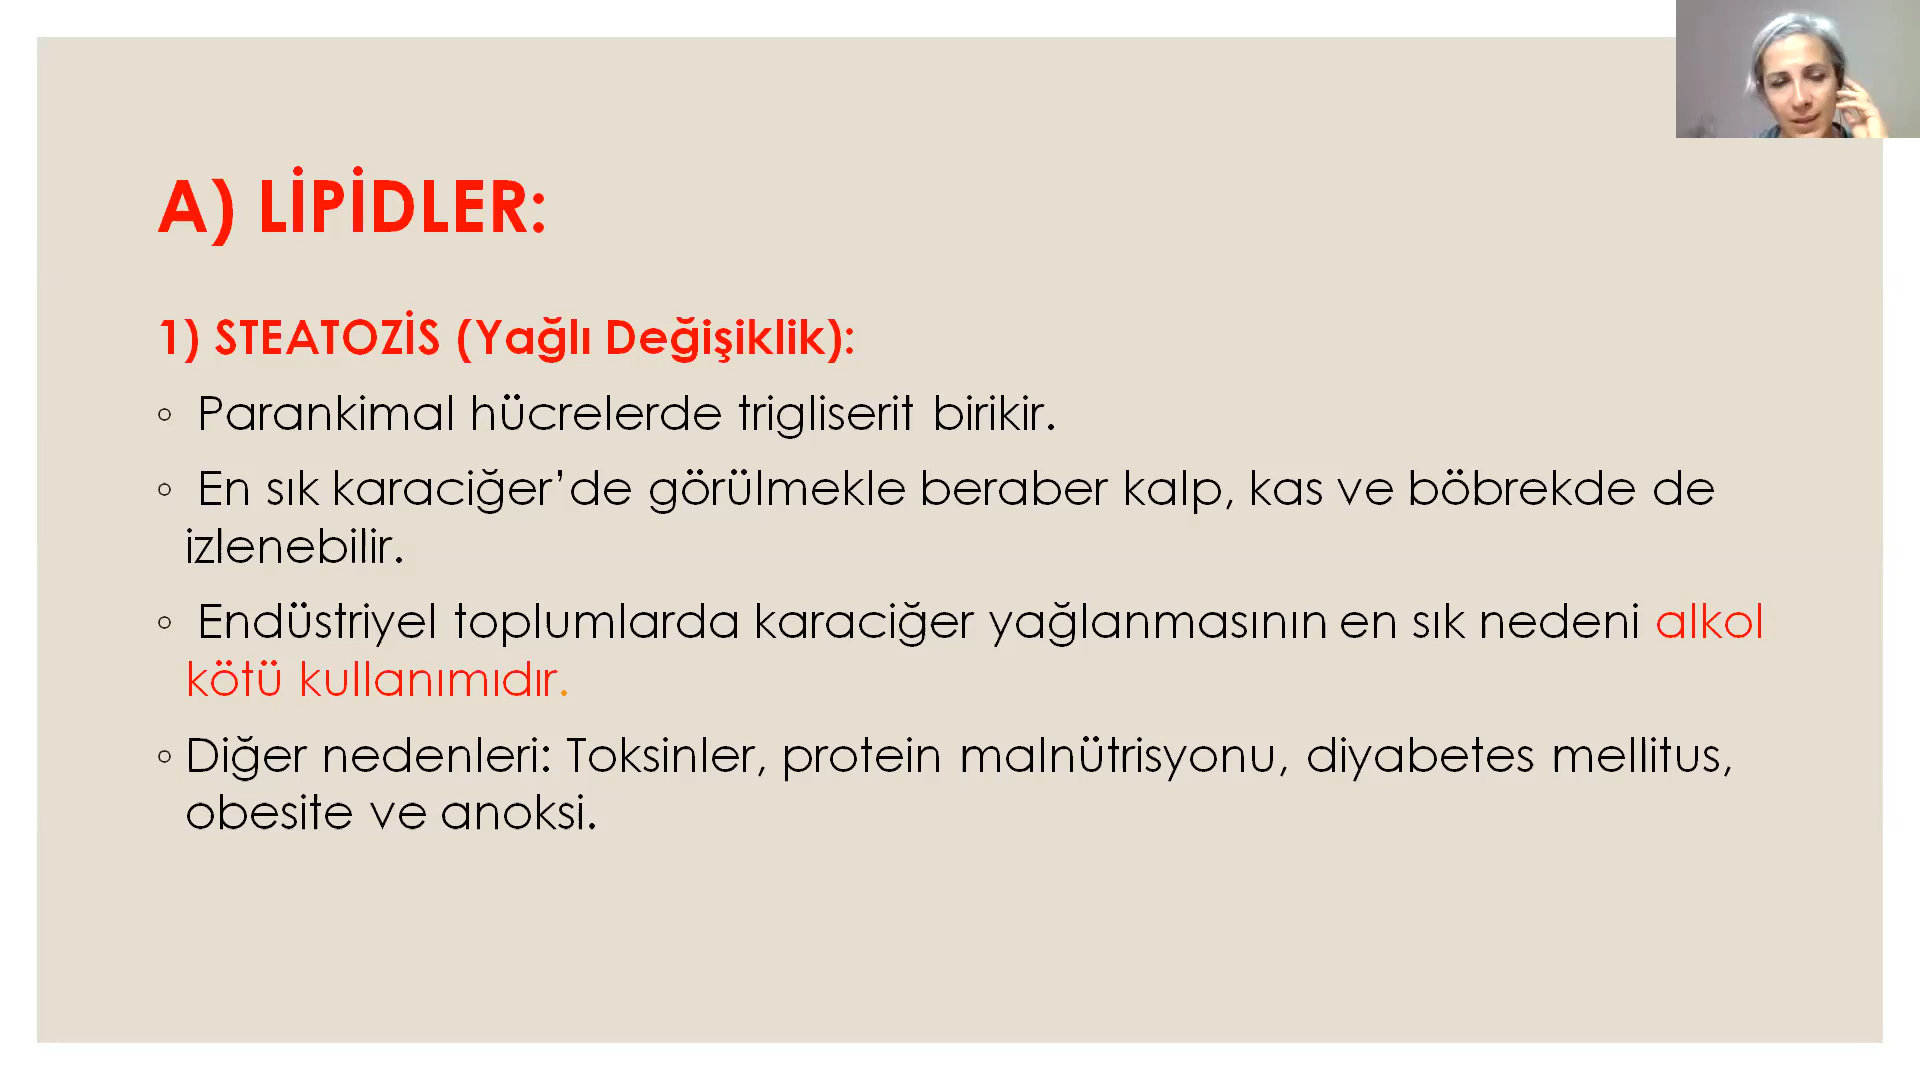 A) LİPİDLER:
1) STEATOZİS (Yağlı Değişiklik):
◦ Parankimal hücrelerde trigliserit birikir.
◦ En sık karaciğer’de görülmekle beraber kalp, kas ve böbrekde de
izlenebilir.
◦ Endüstriyel toplumlarda karaciğer yağlanmasının en sık nedeni alkol
kötü kullanımıdır.
◦ Diğer nedenleri: Toksinler, protein malnütrisyonu, diyabetes mellitus,
obesite ve anoksi.